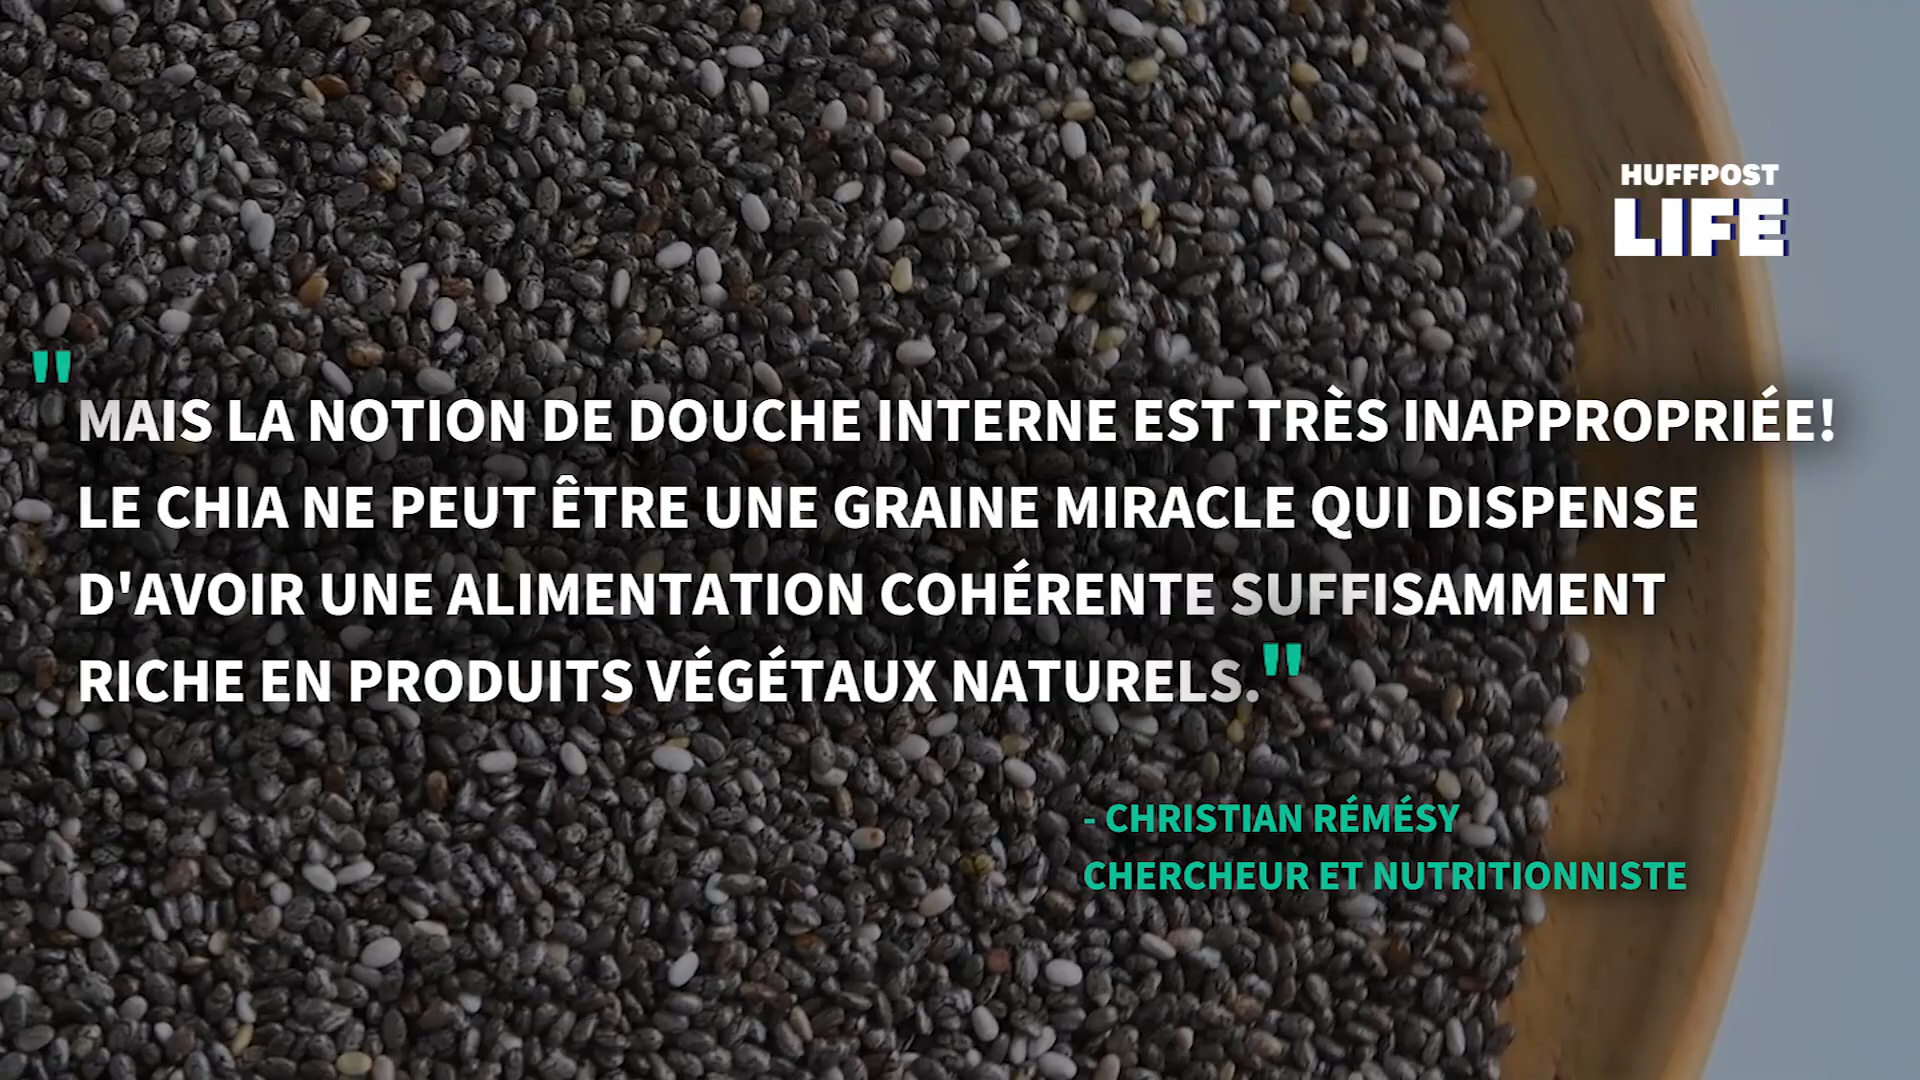 HUFFPOST
LIFE
"MAIS LA NOTION DE DOUCHE INTERNE EST TRÈS INAPPROPRIÉE!
LE CHIA NE PEUT ÊTRE UNE GRAINE MIRACLE QUI DISPENSE
D'AVOIR UNE ALIMENTATION COHÉRENTE SUFFISAMMENT
RICHE EN PRODUITS VÉGÉTAUX NATURELS."
- CHRISTIAN RÉMÉSY
CHERCHEUR ET NUTRITIONNISTE